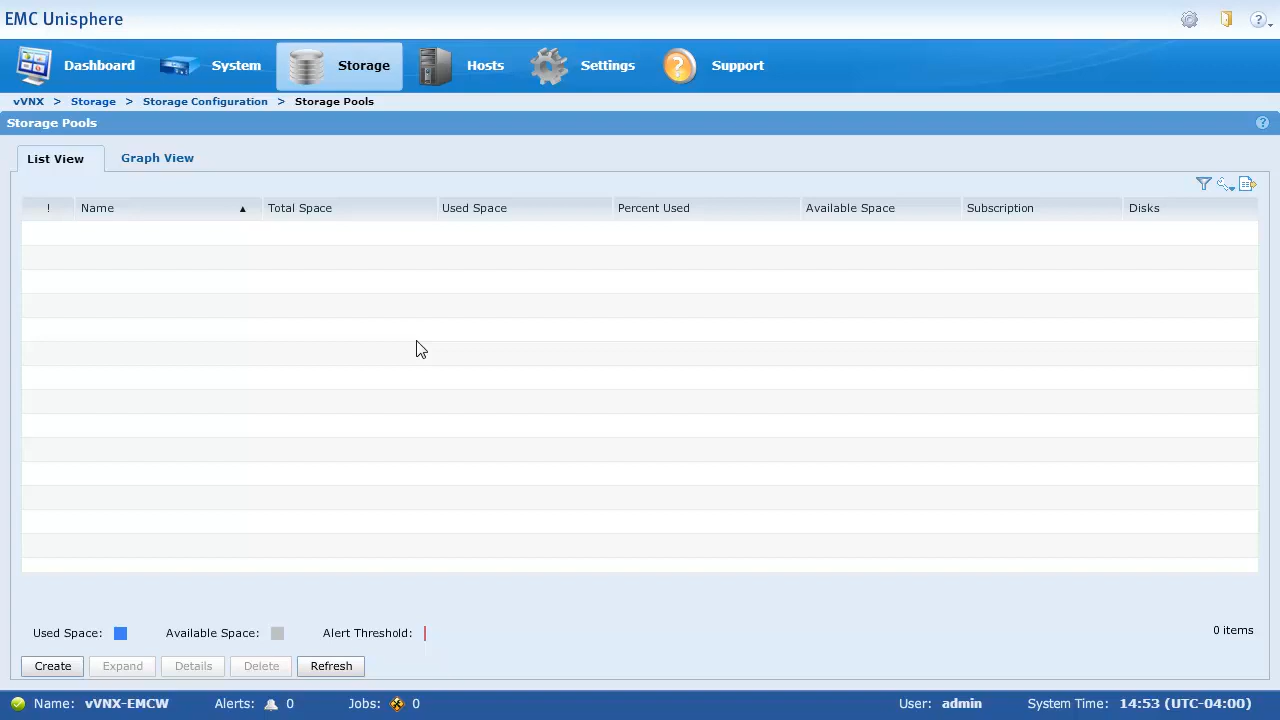 EMC Unisphere
Dashboard System Storage Hosts Settings Support
vVNX > Storage > Storage Configuration > Storage Pools
Storage Pools
List View Graph View
! Name Total Space Used Space Percent Used Available Space Subscription Disks
Used Space: Available Space: Alert Threshold: 0 items
Create Expand Details Delete Refresh
Name: vVNX-EMCW Alerts: 0 Jobs: 0 User: admin System Time: 14:53 (UTC-04:00)